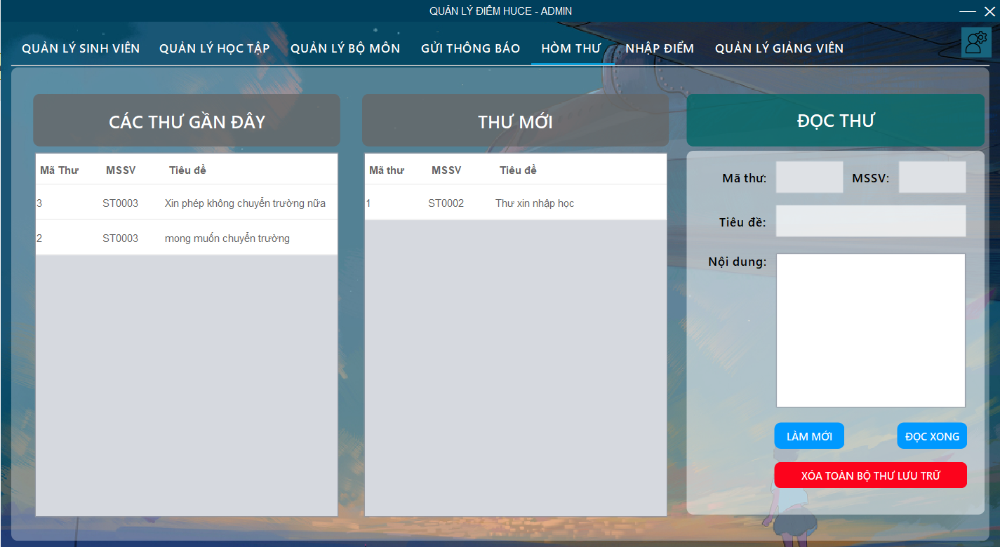 QUẢN LÝ ĐIỂM HUCE - ADMIN
QUẢN LÝ SINH VIÊN QUẢN LÝ HỌC TẬP QUẢN LÝ BỘ MÔN GỬI THÔNG BÁO HÒM THƯ NHẬP ĐIỂM QUẢN LÝ GIẢNG VIÊN
CÁC THƯ GẦN ĐÂY
Mã Thư MSSV Tiêu đề
3 ST0003 Xin phép không chuyển trường nữa
2 ST0003 mong muốn chuyển trường
THƯ MỚI
Mã thư MSSV Tiêu đề
1 ST0002 Thư xin nhập học
ĐỌC THƯ
Mã thư: MSSV:
Tiêu đề:
Nội dung:
LÀM MỚI ĐỌC XONG
XÓA TOÀN BỘ THƯ LƯU TRỮ